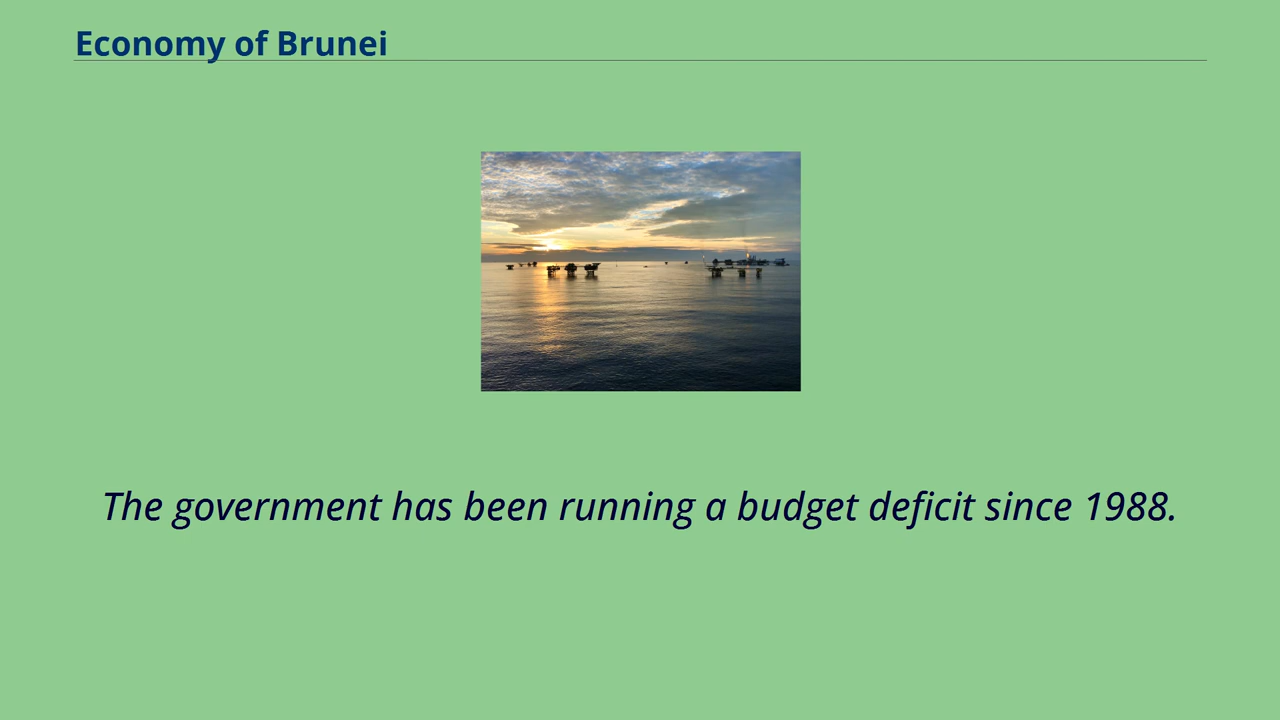 Economy of Brunei
The government has been running a budget deficit since 1988.